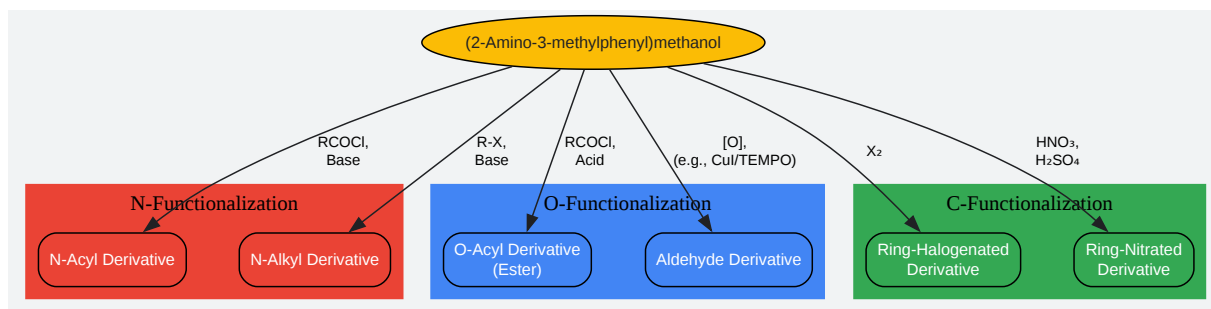 (2-Amino-3-methylphenyl)methanol
RCOCl,
Base
R-X,
Base
RCOCl,
Acid
[O],
(e.g., CuI/TEMPO)
X₂
HNO₃,
H₂SO₄
N-Functionalization
O-Functionalization
C-Functionalization
N-Acyl Derivative
N-Alkyl Derivative
O-Acyl Derivative
(Ester)
Aldehyde Derivative
Ring-Halogenated
Derivative
Ring-Nitrated
Derivative